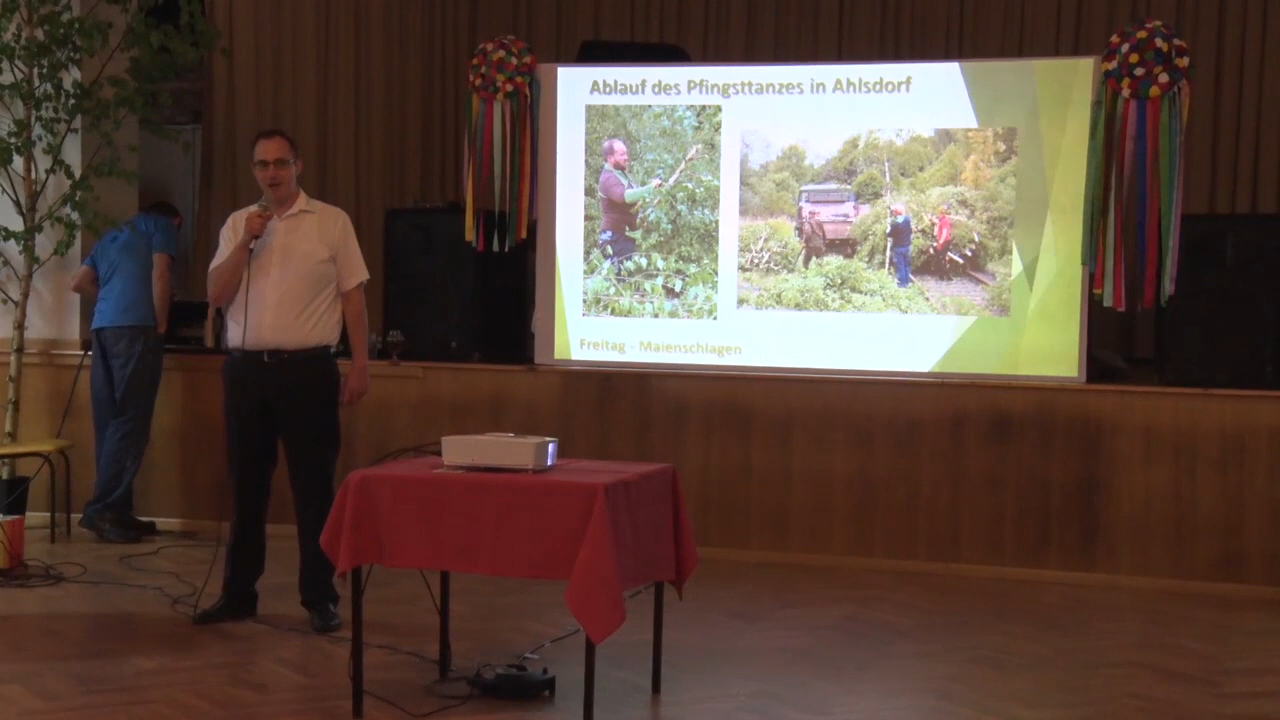 Ablauf des Pfingsttanzes in Ahlsdorf
Freitag - Maienschlagen